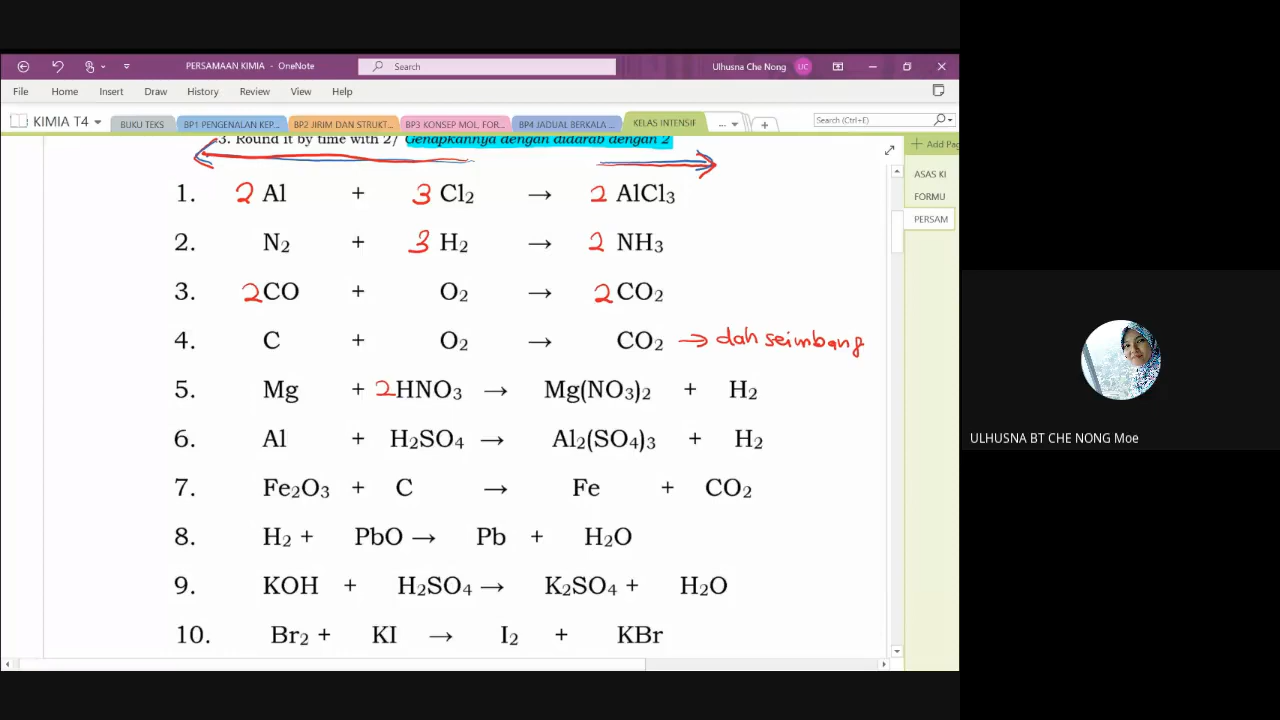 PERSAMAAN KIMIA - OneNote
Search
Ulhusna Che Nong
UC
File Home Insert Draw History Review View Help
KIMIA T4
BUKU TEKS
BP1 PENGENALAN KEP...
BP2 JIRIM DAN STRUKT...
BP3 KONSEP MOL, FOR...
BP4 JADUAL BERKALA ...
KELAS INTENSIF
...
Search (Ctrl+E)
3. Round it by time with 2/ Genapkannya dengan didarab dengan 2
Add Pag
ASAS KI
FORMU
PERSAM
1. 2 Al + 3 Cl₂ → 2 AlCl₃
2. N₂ + 3 H₂ → 2 NH₃
3. 2CO + O₂ → 2 CO₂
4. C + O₂ → CO₂ → dah seimbang
5. Mg + 2HNO₃ → Mg(NO₃)₂ + H₂
6. Al + H₂SO₄ → Al₂(SO₄)₃ + H₂
7. Fe₂O₃ + C → Fe + CO₂
8. H₂ + PbO → Pb + H₂O
9. KOH + H₂SO₄ → K₂SO₄ + H₂O
10. Br₂ + KI → I₂ + KBr
ULHUSNA BT CHE NONG Moe